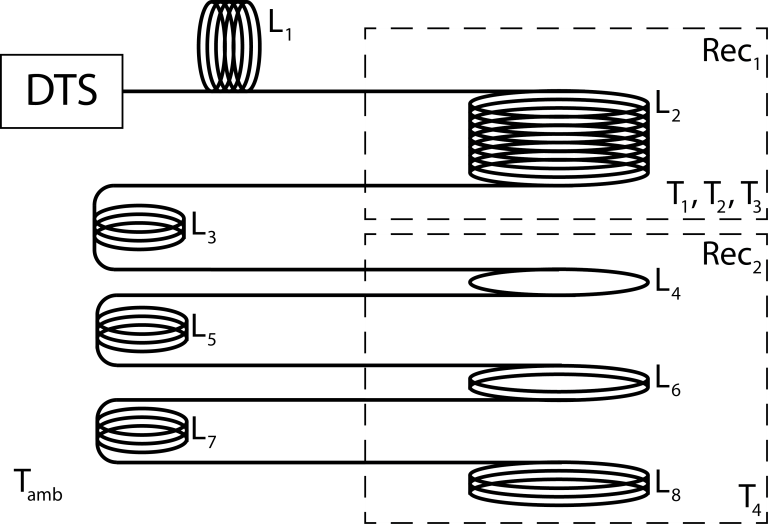 L1
Rec1
DTS
L2
T1, T2, T3
L3
Rec2
L4
L5
L6
L7
Tamb
L8
T4